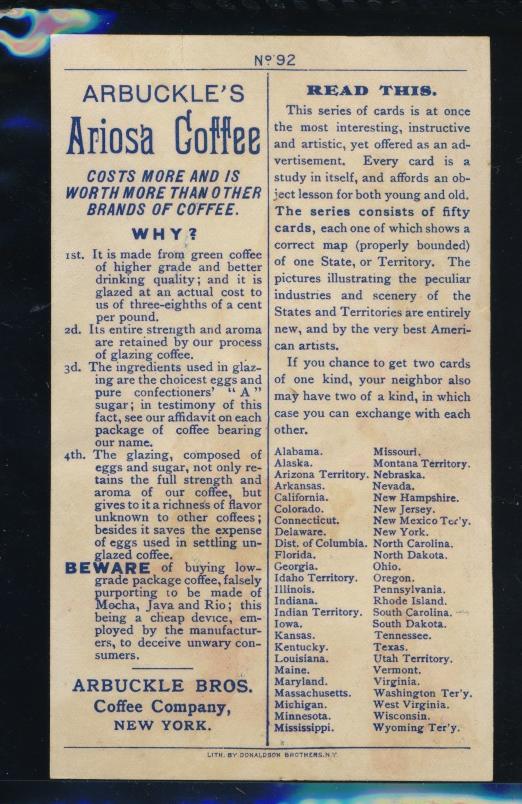 No. 92
ARBUCKLE'S
Ariosa Coffee
COSTS MORE AND IS
WORTH MORE THAN OTHER
BRANDS OF COFFEE.
WHY?
1st. It is made from green coffee
of higher grade and better
drinking quality; and it is
glazed at an actual cost to
us of three-eighths of a cent
per pound.
2d. Its entire strength and aroma
are retained by our process
of glazing coffee.
3d. The ingredients used in glaz-
ing are the choicest eggs and
pure confectioners' "A"
sugar; in testimony of this
fact, see our affidavit on each
package of coffee bearing
our name.
4th. The glazing, composed of
eggs and sugar, not only re-
tains the full strength and
aroma of our coffee, but
gives to it a richness of flavor
unknown to other coffees;
besides it saves the expense
of eggs used in settling un-
glazed coffee.
BEWARE of buying low-
grade package coffee, falsely
purporting to be made of
Mocha, Java and Rio; this
being a cheap device, em-
ployed by the manufactur-
ers, to deceive unwary con-
sumers.
ARBUCKLE BROS.
Coffee Company,
NEW YORK.
READ THIS.
This series of cards is at once
the most interesting, instructive
and artistic, yet offered as an ad-
vertisement. Every card is a
study in itself, and affords an ob-
ject lesson for both young and old.
The series consists of fifty
cards, each one of which shows a
correct map (properly bounded)
of one State, or Territory. The
pictures illustrating the peculiar
industries and scenery of the
States and Territories are entirely
new, and by the very best Ameri-
can artists.
If you chance to get two cards
of one kind, your neighbor also
may have two of a kind, in which
case you can exchange with each
other.
Alabama.
Alaska.
Arizona Territory.
Arkansas.
California.
Colorado.
Connecticut.
Delaware.
Dist. of Columbia.
Florida.
Georgia.
Idaho Territory.
Illinois.
Indiana.
Indian Territory.
Iowa.
Kansas.
Kentucky.
Louisiana.
Maine.
Maryland.
Massachusetts.
Michigan.
Minnesota.
Mississippi.
Missouri.
Montana Territory.
Nebraska.
Nevada.
New Hampshire.
New Jersey.
New Mexico Ter'y.
New York.
North Carolina.
North Dakota.
Ohio.
Oregon.
Pennsylvania.
Rhode Island.
South Carolina.
South Dakota.
Tennessee.
Texas.
Utah Territory.
Vermont.
Virginia.
Washington Ter'y.
West Virginia.
Wisconsin.
Wyoming Ter'y.
LITH. BY DONALDSON BROTHERS. N.Y.